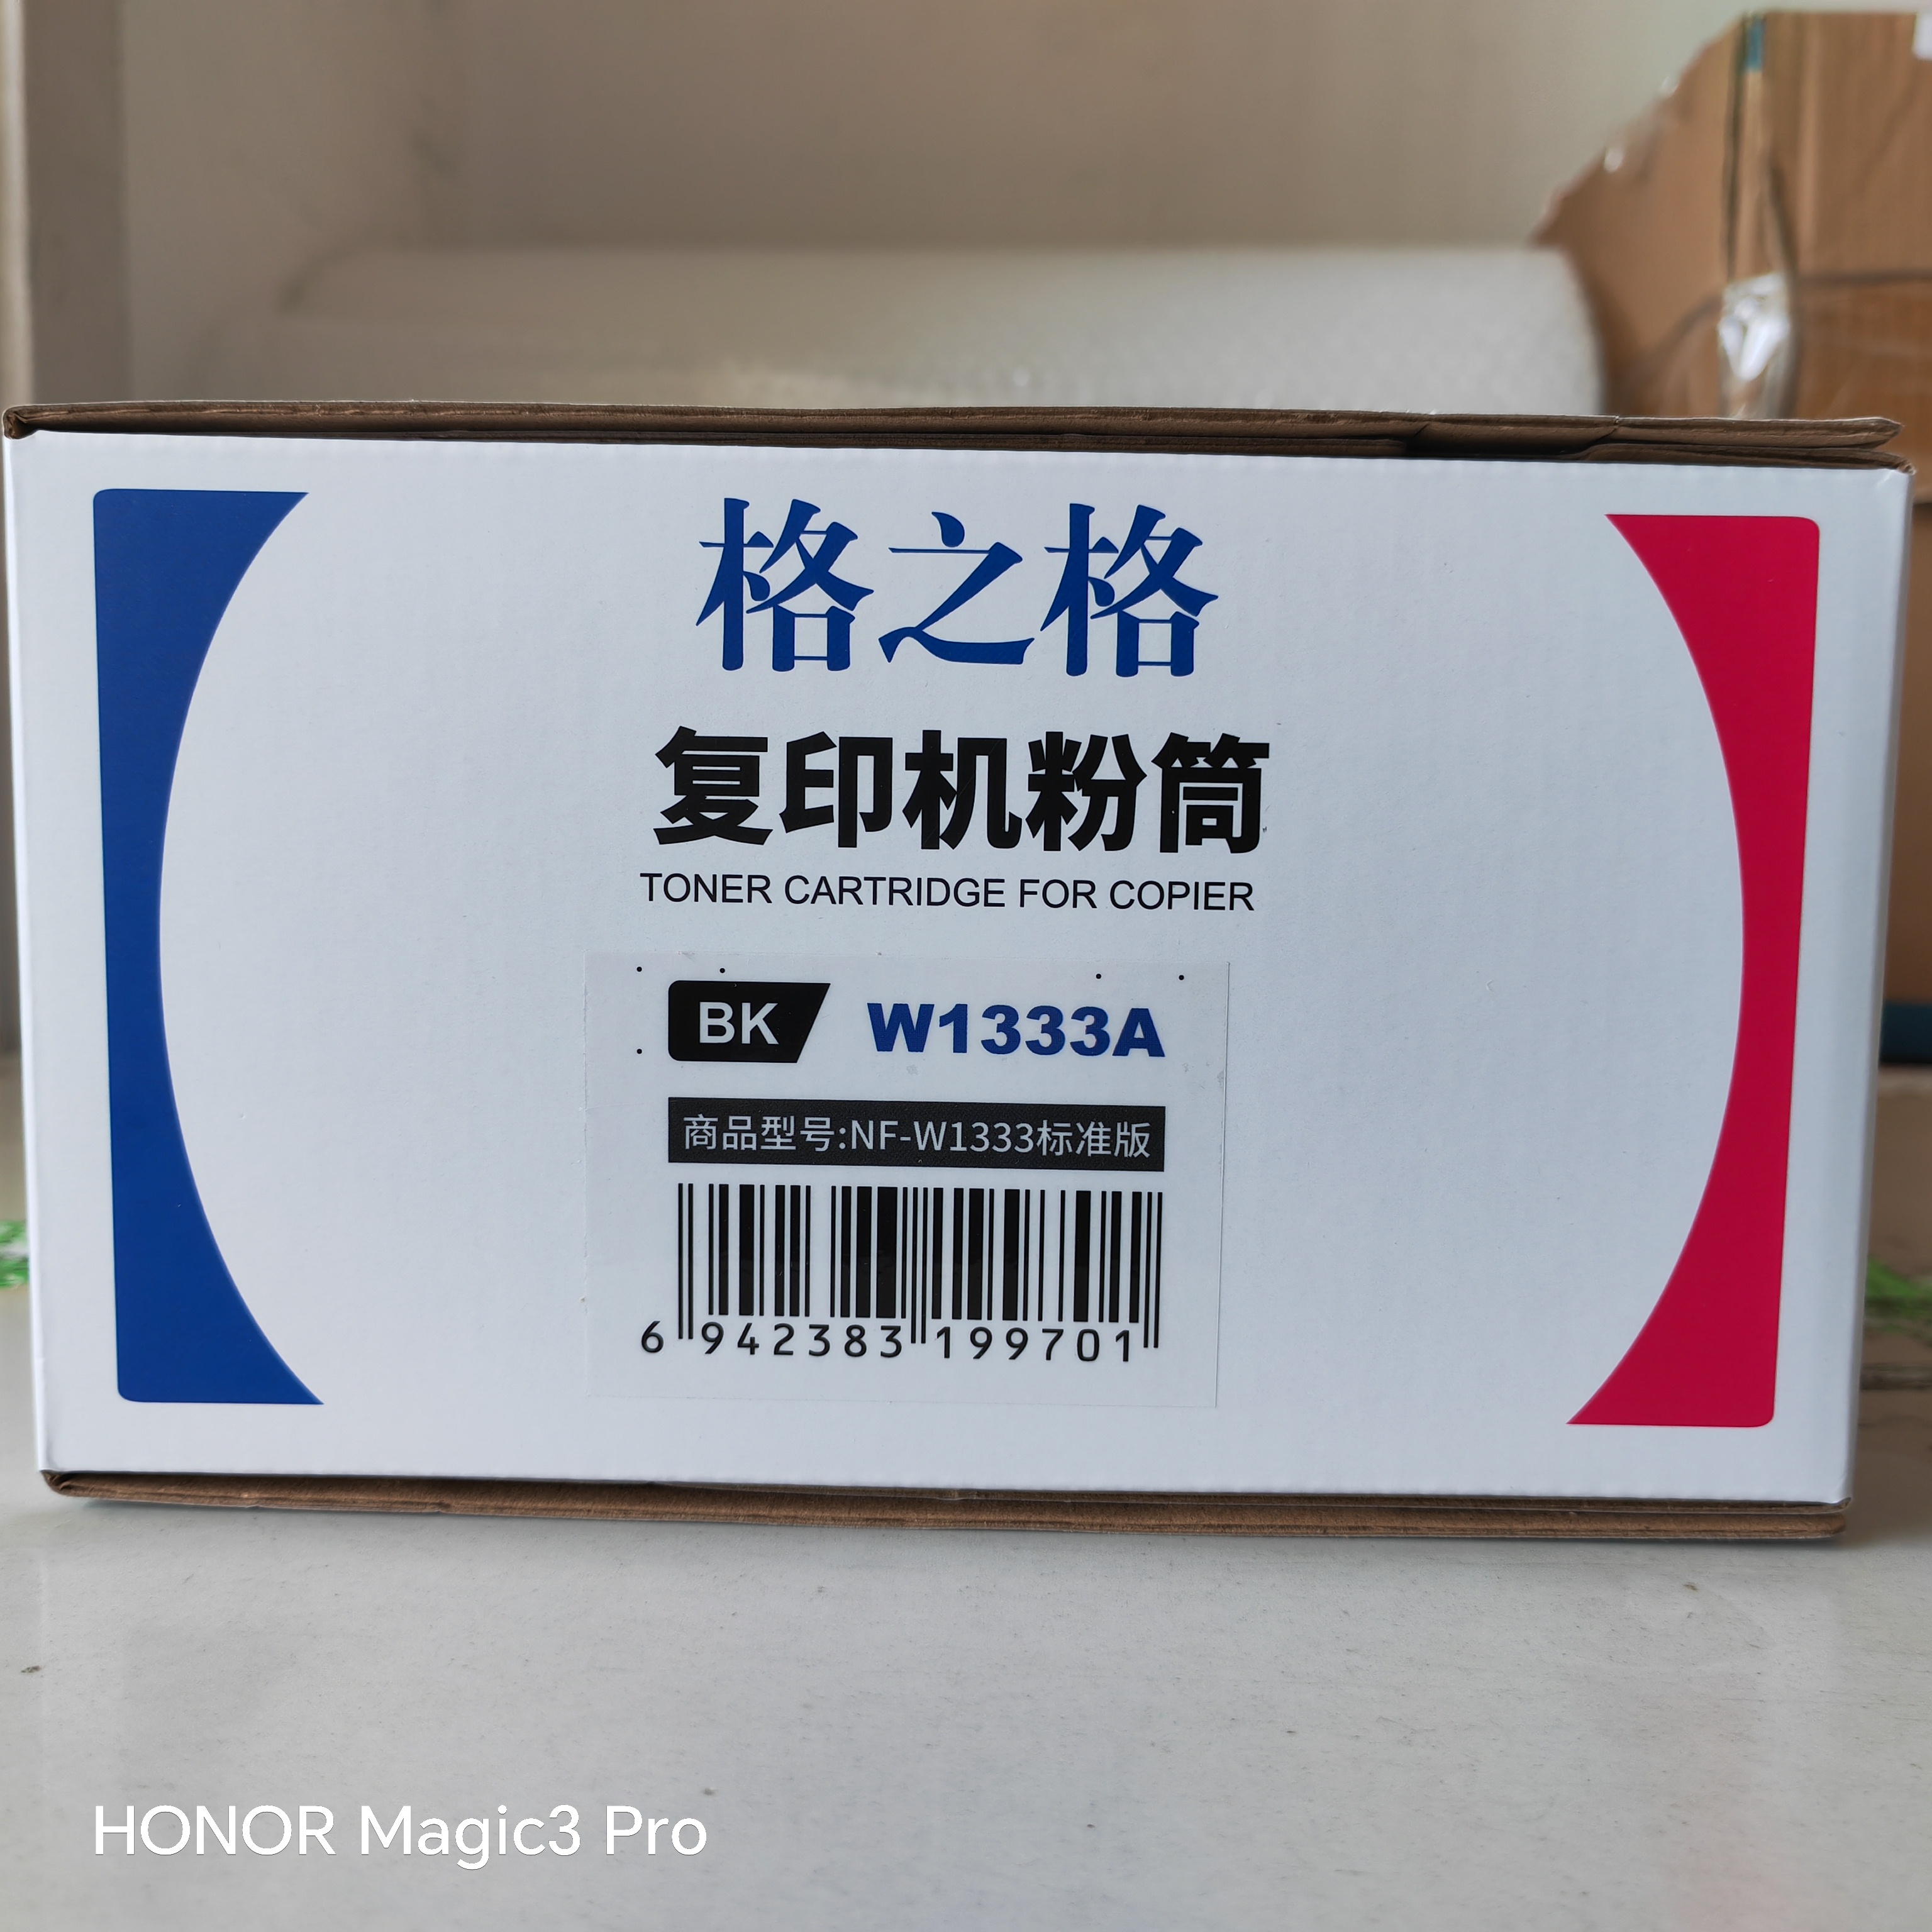 格之格
复印机粉筒
TONER CARTRIDGE FOR COPIER
BK W1333A
商品型号:NF-W1333标准版
6 942383 199701
HONOR Magic3 Pro